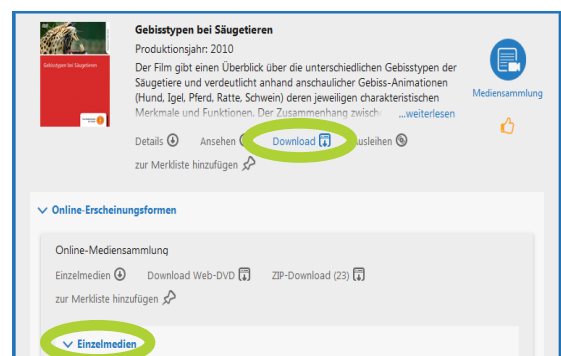 Gebisstypen bei Säugetieren
Produktionsjahr: 2010
Der Film gibt einen Überblick über die unterschiedlichen Gebisstypen der
Säugetiere und verdeutlicht anhand anschaulicher Gebiss-Animationen
(Hund, Igel, Pferd, Ratte, Schwein) deren jeweiligen charakteristischen
Merkmale und Funktionen. Der Zusammenhang zwisch ...weiterlesen
Details Ansehen Download usleihen
zur Merkliste hinzufügen
Gebisstypen bei Säugetieren
Mediensammlung
Online-Erscheinungsformen
Online-Mediensammlung
Einzelmedien Download Web-DVD ZIP-Download (23)
zur Merkliste hinzufügen
Einzelmedien